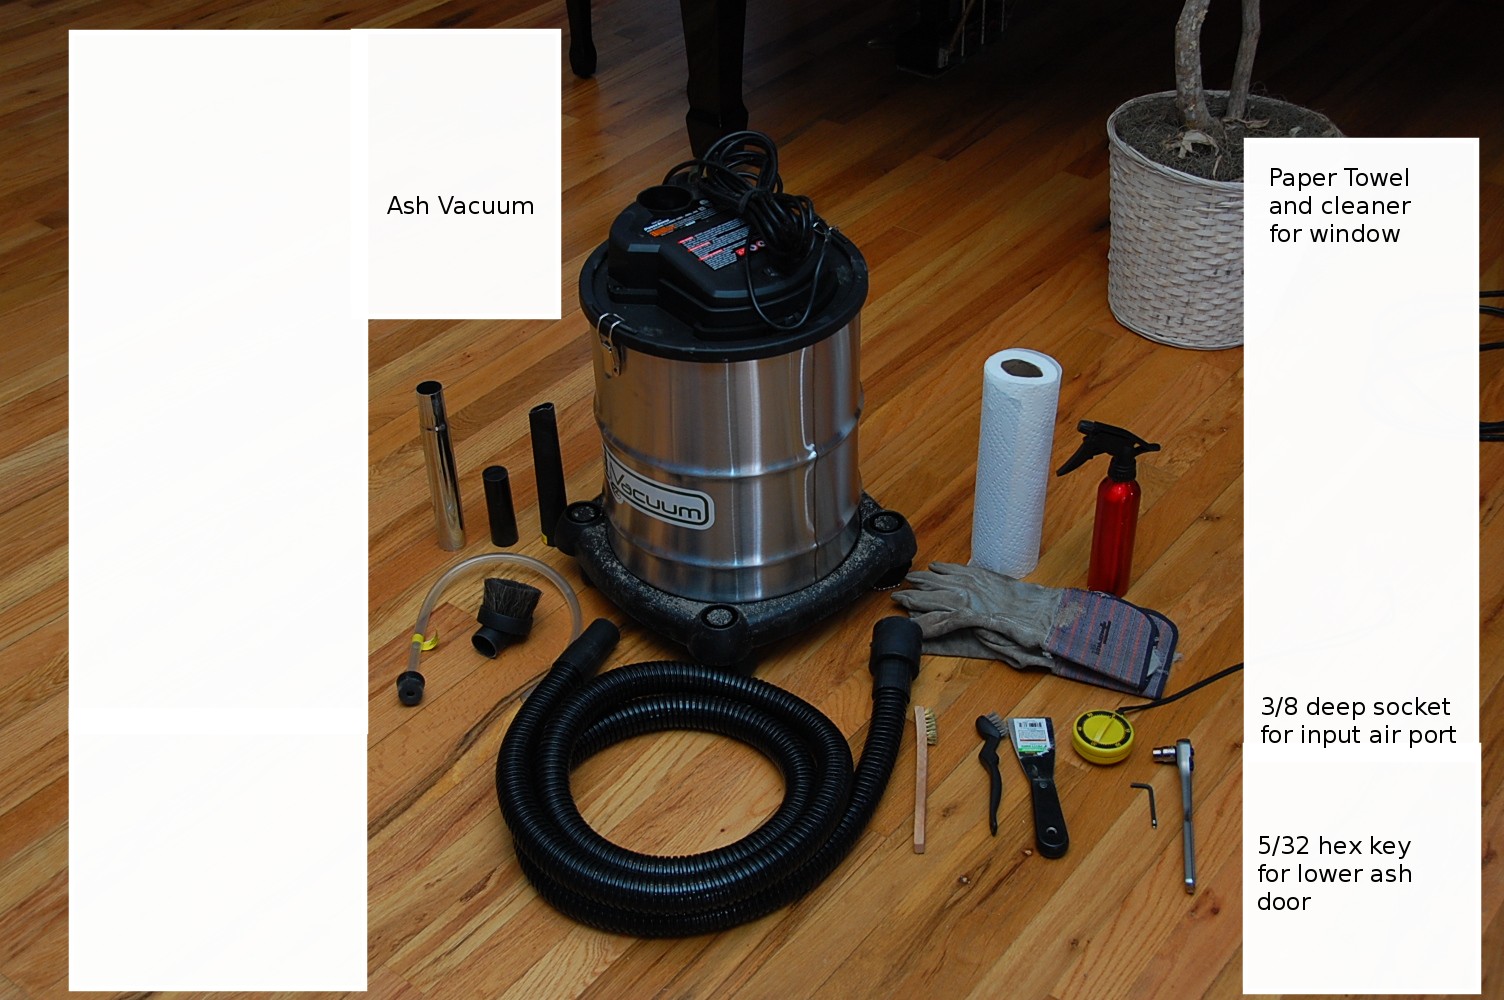 Ash Vacuum
Paper Towel
and cleaner
for window
Vacuum
3/8 deep socket
for input air port
5/32 hex key
for lower ash
door